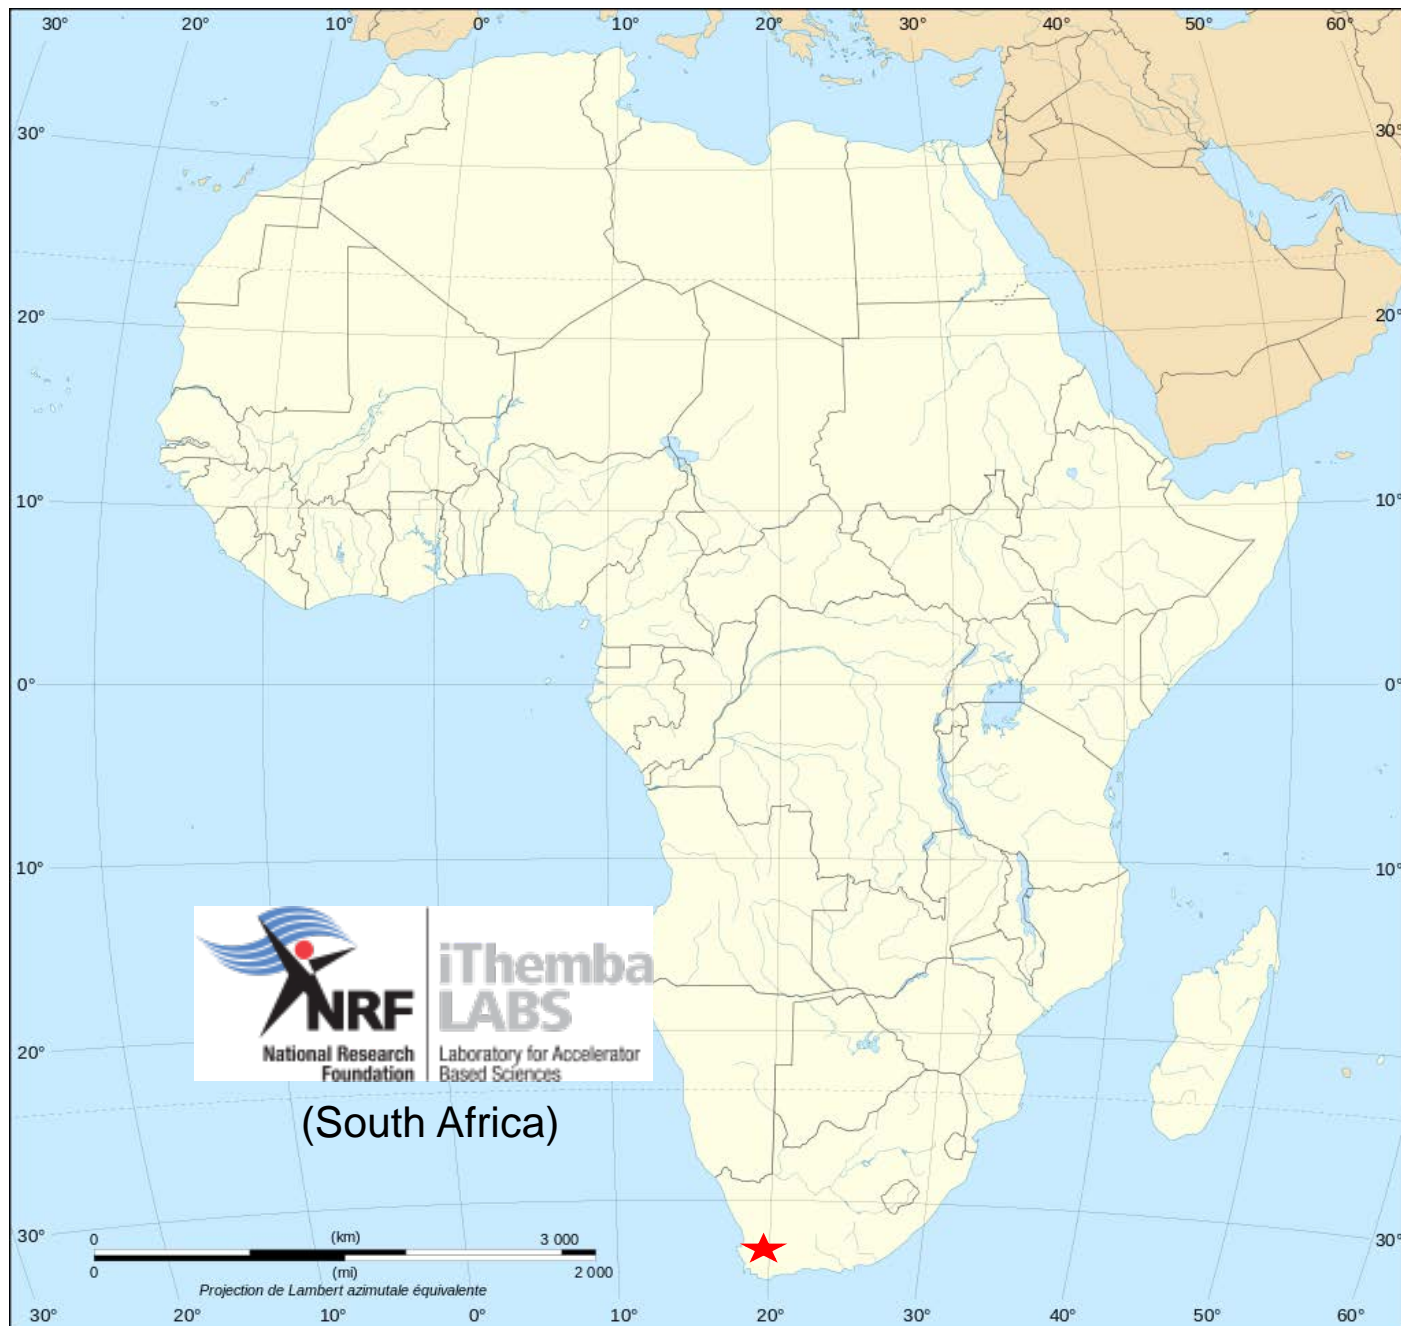 30° 20° 10° 0° 10° 20° 30° 40° 50° 60°
30° 30°
20° 20°
10° 10°
0° 0°
10° 10°
NRF
National Research
Foundation
iThemba
LABS
Laboratory for Accelerator
Based Sciences
20° 20°
(South Africa)
30° 30°
0 (km) 3 000
0 (mi) 2 000
Projection de Lambert azimutale équivalente
30° 20° 10° 0° 10° 20° 30° 40° 50° 60°